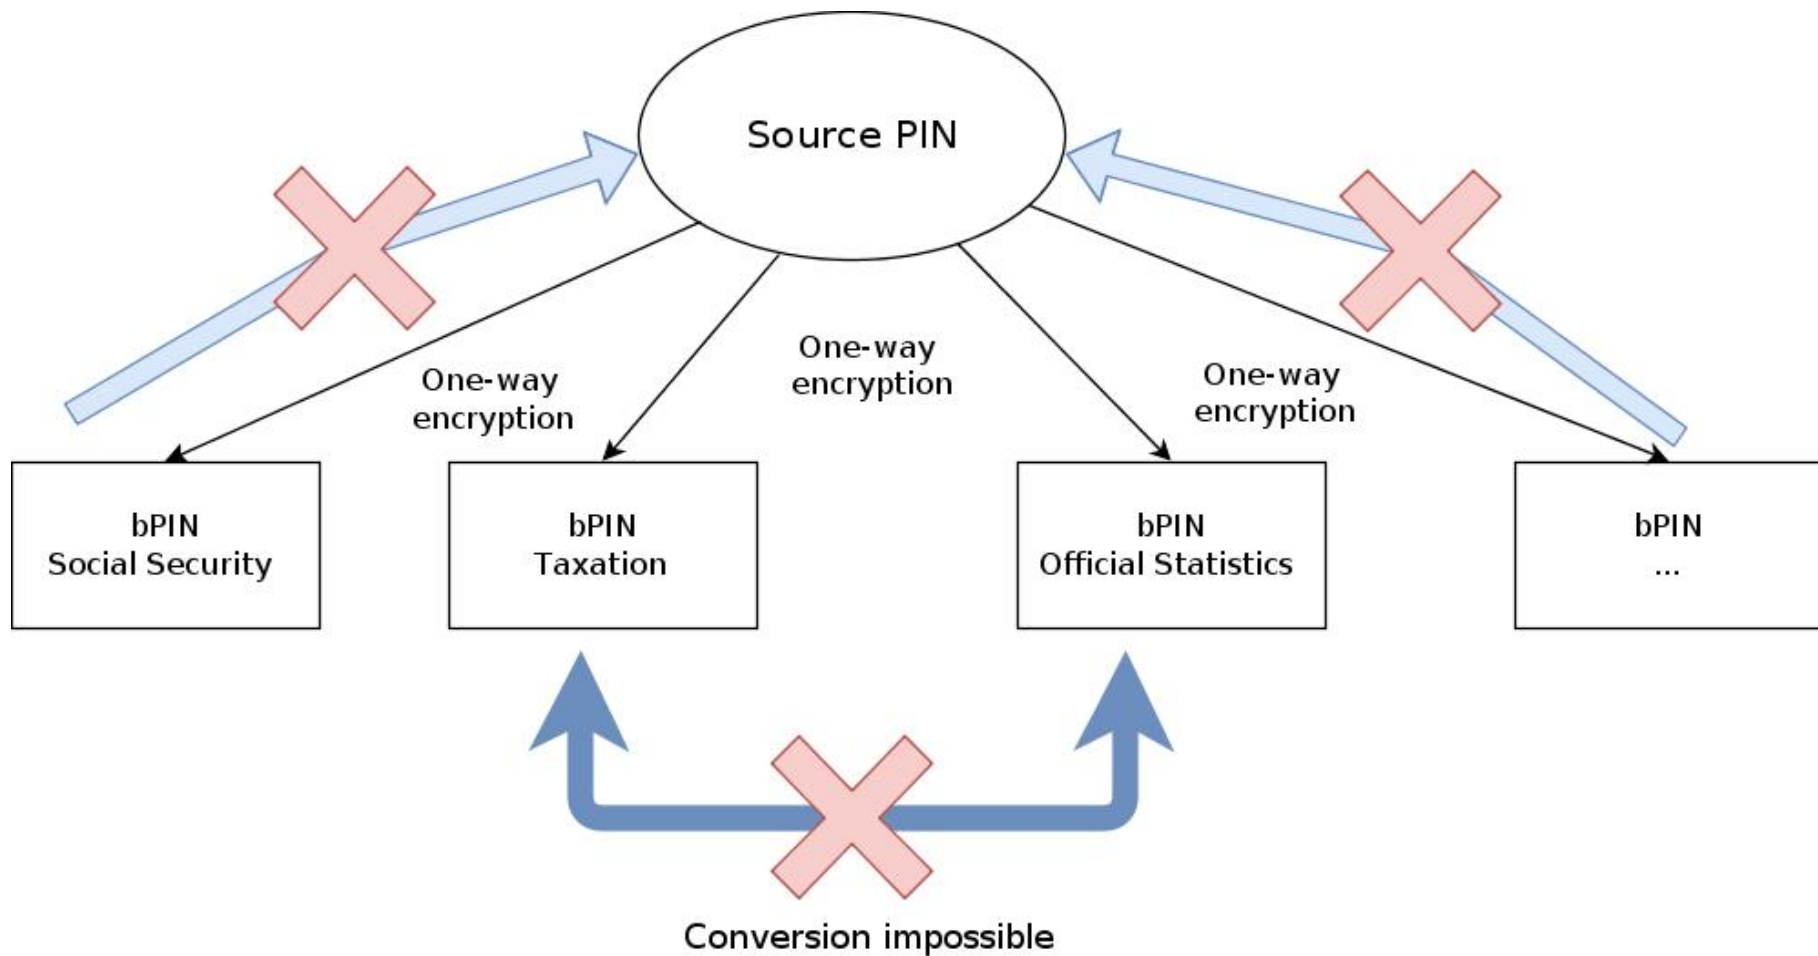 Source PIN
One-way
encryption
One-way
encryption
One-way
encryption
bPIN
Social Security
bPIN
Taxation
bPIN
Official Statistics
bPIN
...
Conversion impossible